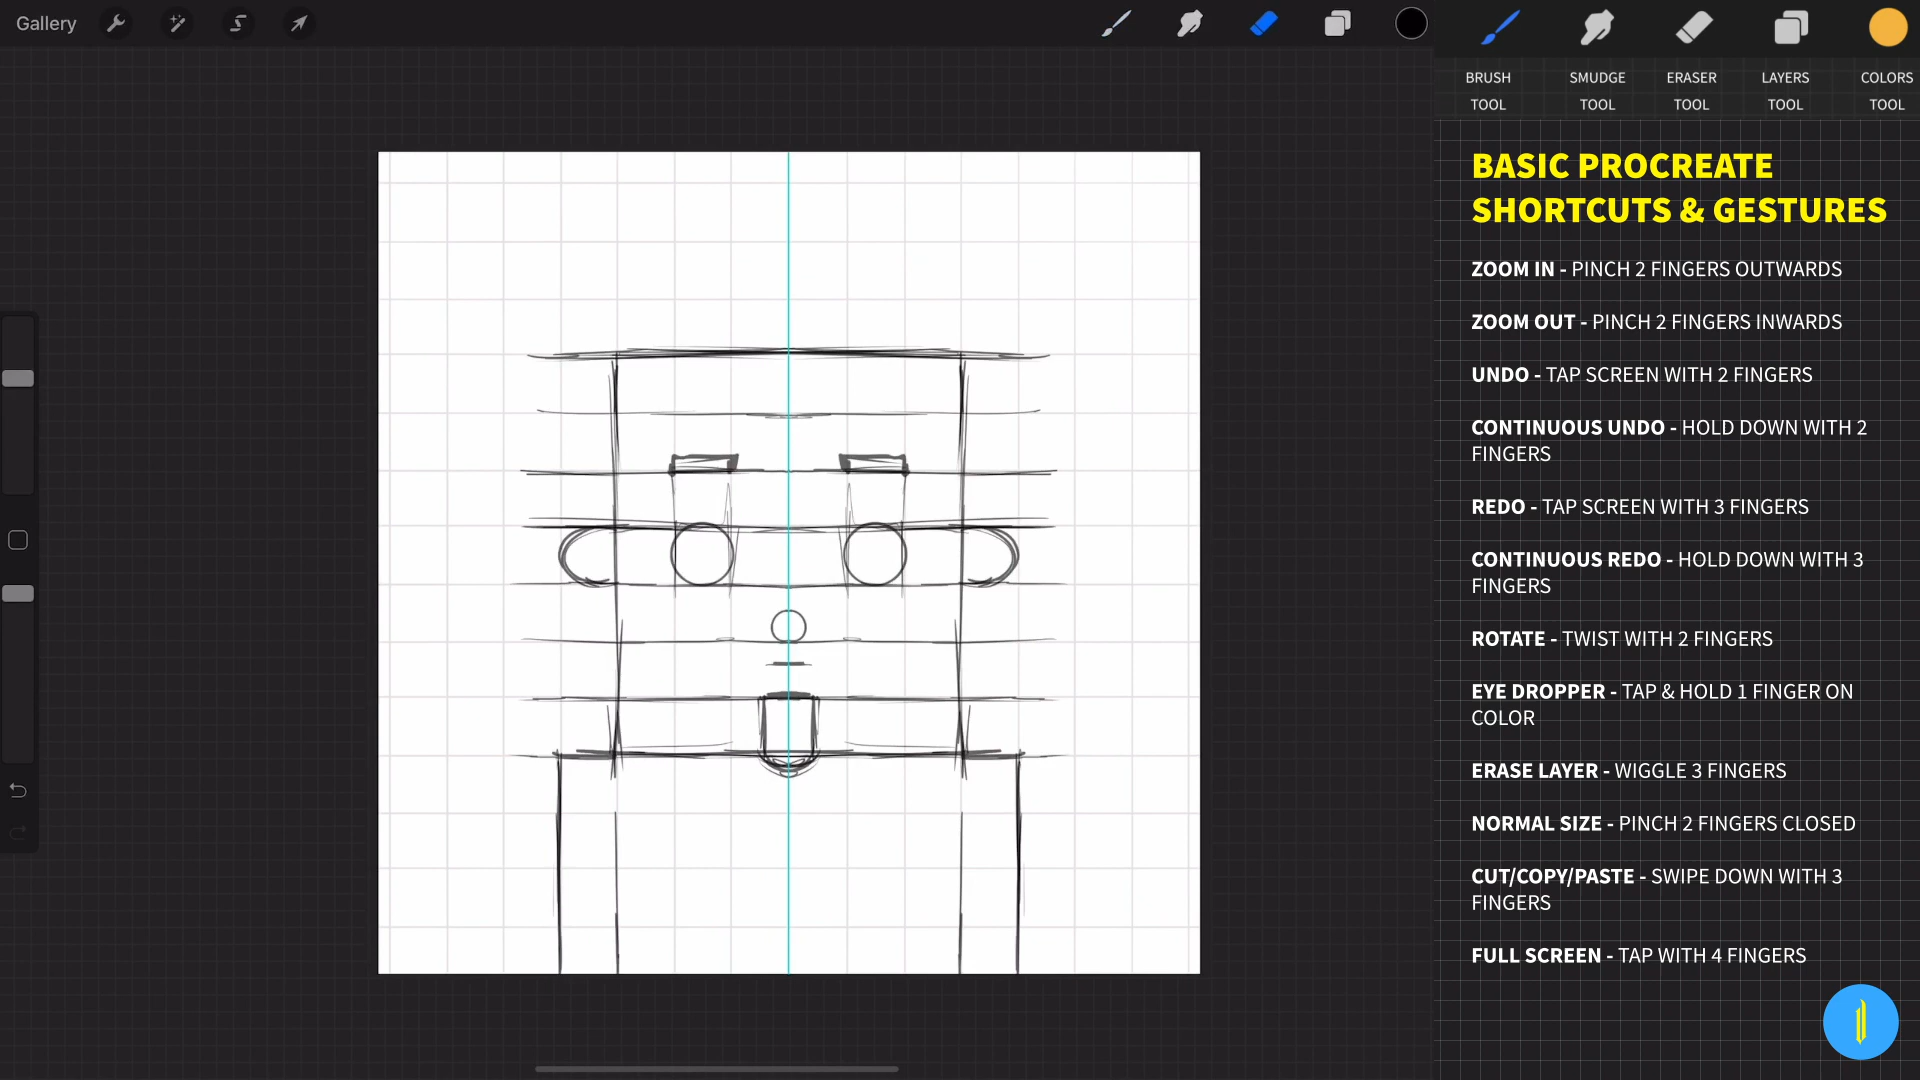 Gallery
BRUSH SMUDGE ERASER LAYERS COLORS
TOOL TOOL TOOL TOOL TOOL
BASIC PROCREATE
SHORTCUTS & GESTURES
ZOOM IN - PINCH 2 FINGERS OUTWARDS
ZOOM OUT - PINCH 2 FINGERS INWARDS
UNDO - TAP SCREEN WITH 2 FINGERS
CONTINUOUS UNDO - HOLD DOWN WITH 2
FINGERS
REDO - TAP SCREEN WITH 3 FINGERS
CONTINUOUS REDO - HOLD DOWN WITH 3
FINGERS
ROTATE - TWIST WITH 2 FINGERS
EYE DROPPER - TAP & HOLD 1 FINGER ON
COLOR
ERASE LAYER - WIGGLE 3 FINGERS
NORMAL SIZE - PINCH 2 FINGERS CLOSED
CUT/COPY/PASTE - SWIPE DOWN WITH 3
FINGERS
FULL SCREEN - TAP WITH 4 FINGERS